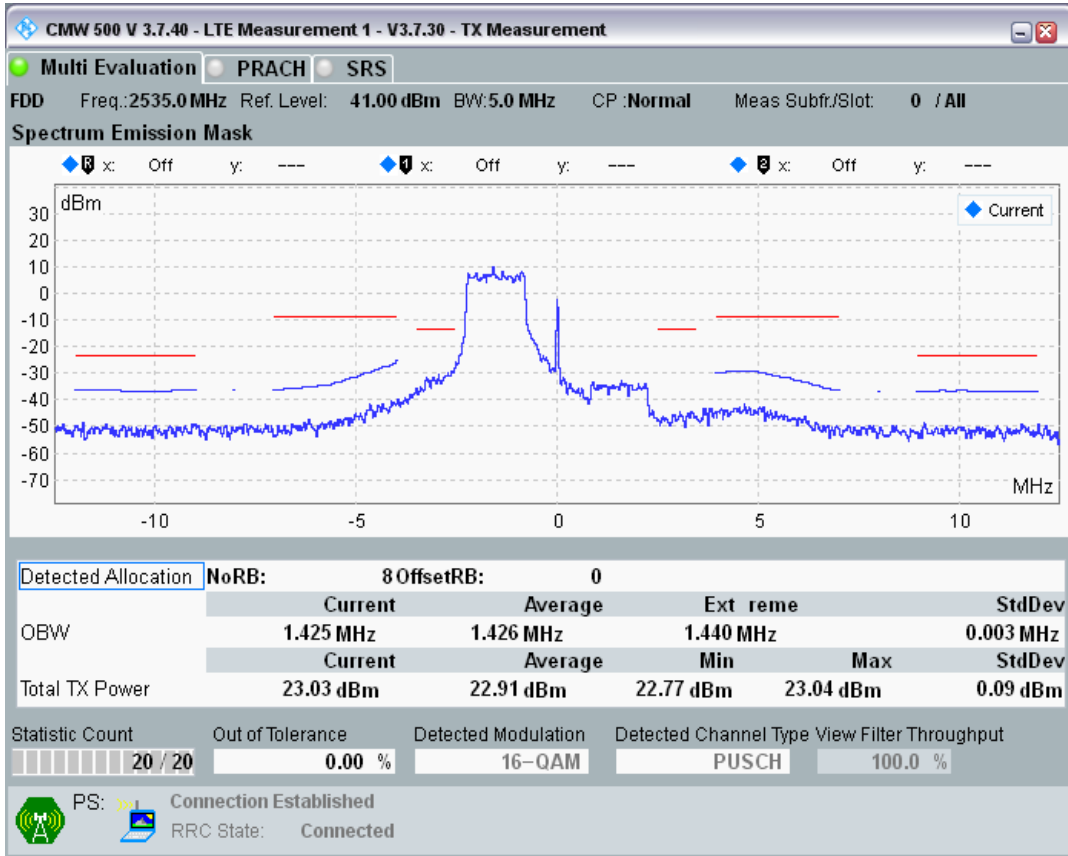 CMW 500 V 3.7.40 - LTE Measurement 1 - V3.7.30 - TX Measurement
Multi Evaluation PRACH SRS
FDD Freq.:2535.0 MHz Ref. Level: 41.00 dBm BW:5.0 MHz CP :Normal Meas Subfr./Slot: 0 / All
Spectrum Emission Mask
R x: Off y: --- 1 x: Off y: --- 2 x: Off y: ---
dBm
Current
30
20
10
0
-10
-20
-30
-40
-50
-60
-70
MHz
-10 -5 0 5 10
Detected Allocation NoRB: 8 OffsetRB: 0
Current Average Ext reme StdDev
OBW 1.425 MHz 1.426 MHz 1.440 MHz 0.003 MHz
Current Average Min Max StdDev
Total TX Power 23.03 dBm 22.91 dBm 22.77 dBm 23.04 dBm 0.09 dBm
Statistic Count Out of Tolerance Detected Modulation Detected Channel Type View Filter Throughput
20 / 20 0.00 % 16-QAM PUSCH 100.0 %
PS: Connection Established
RRC State: Connected